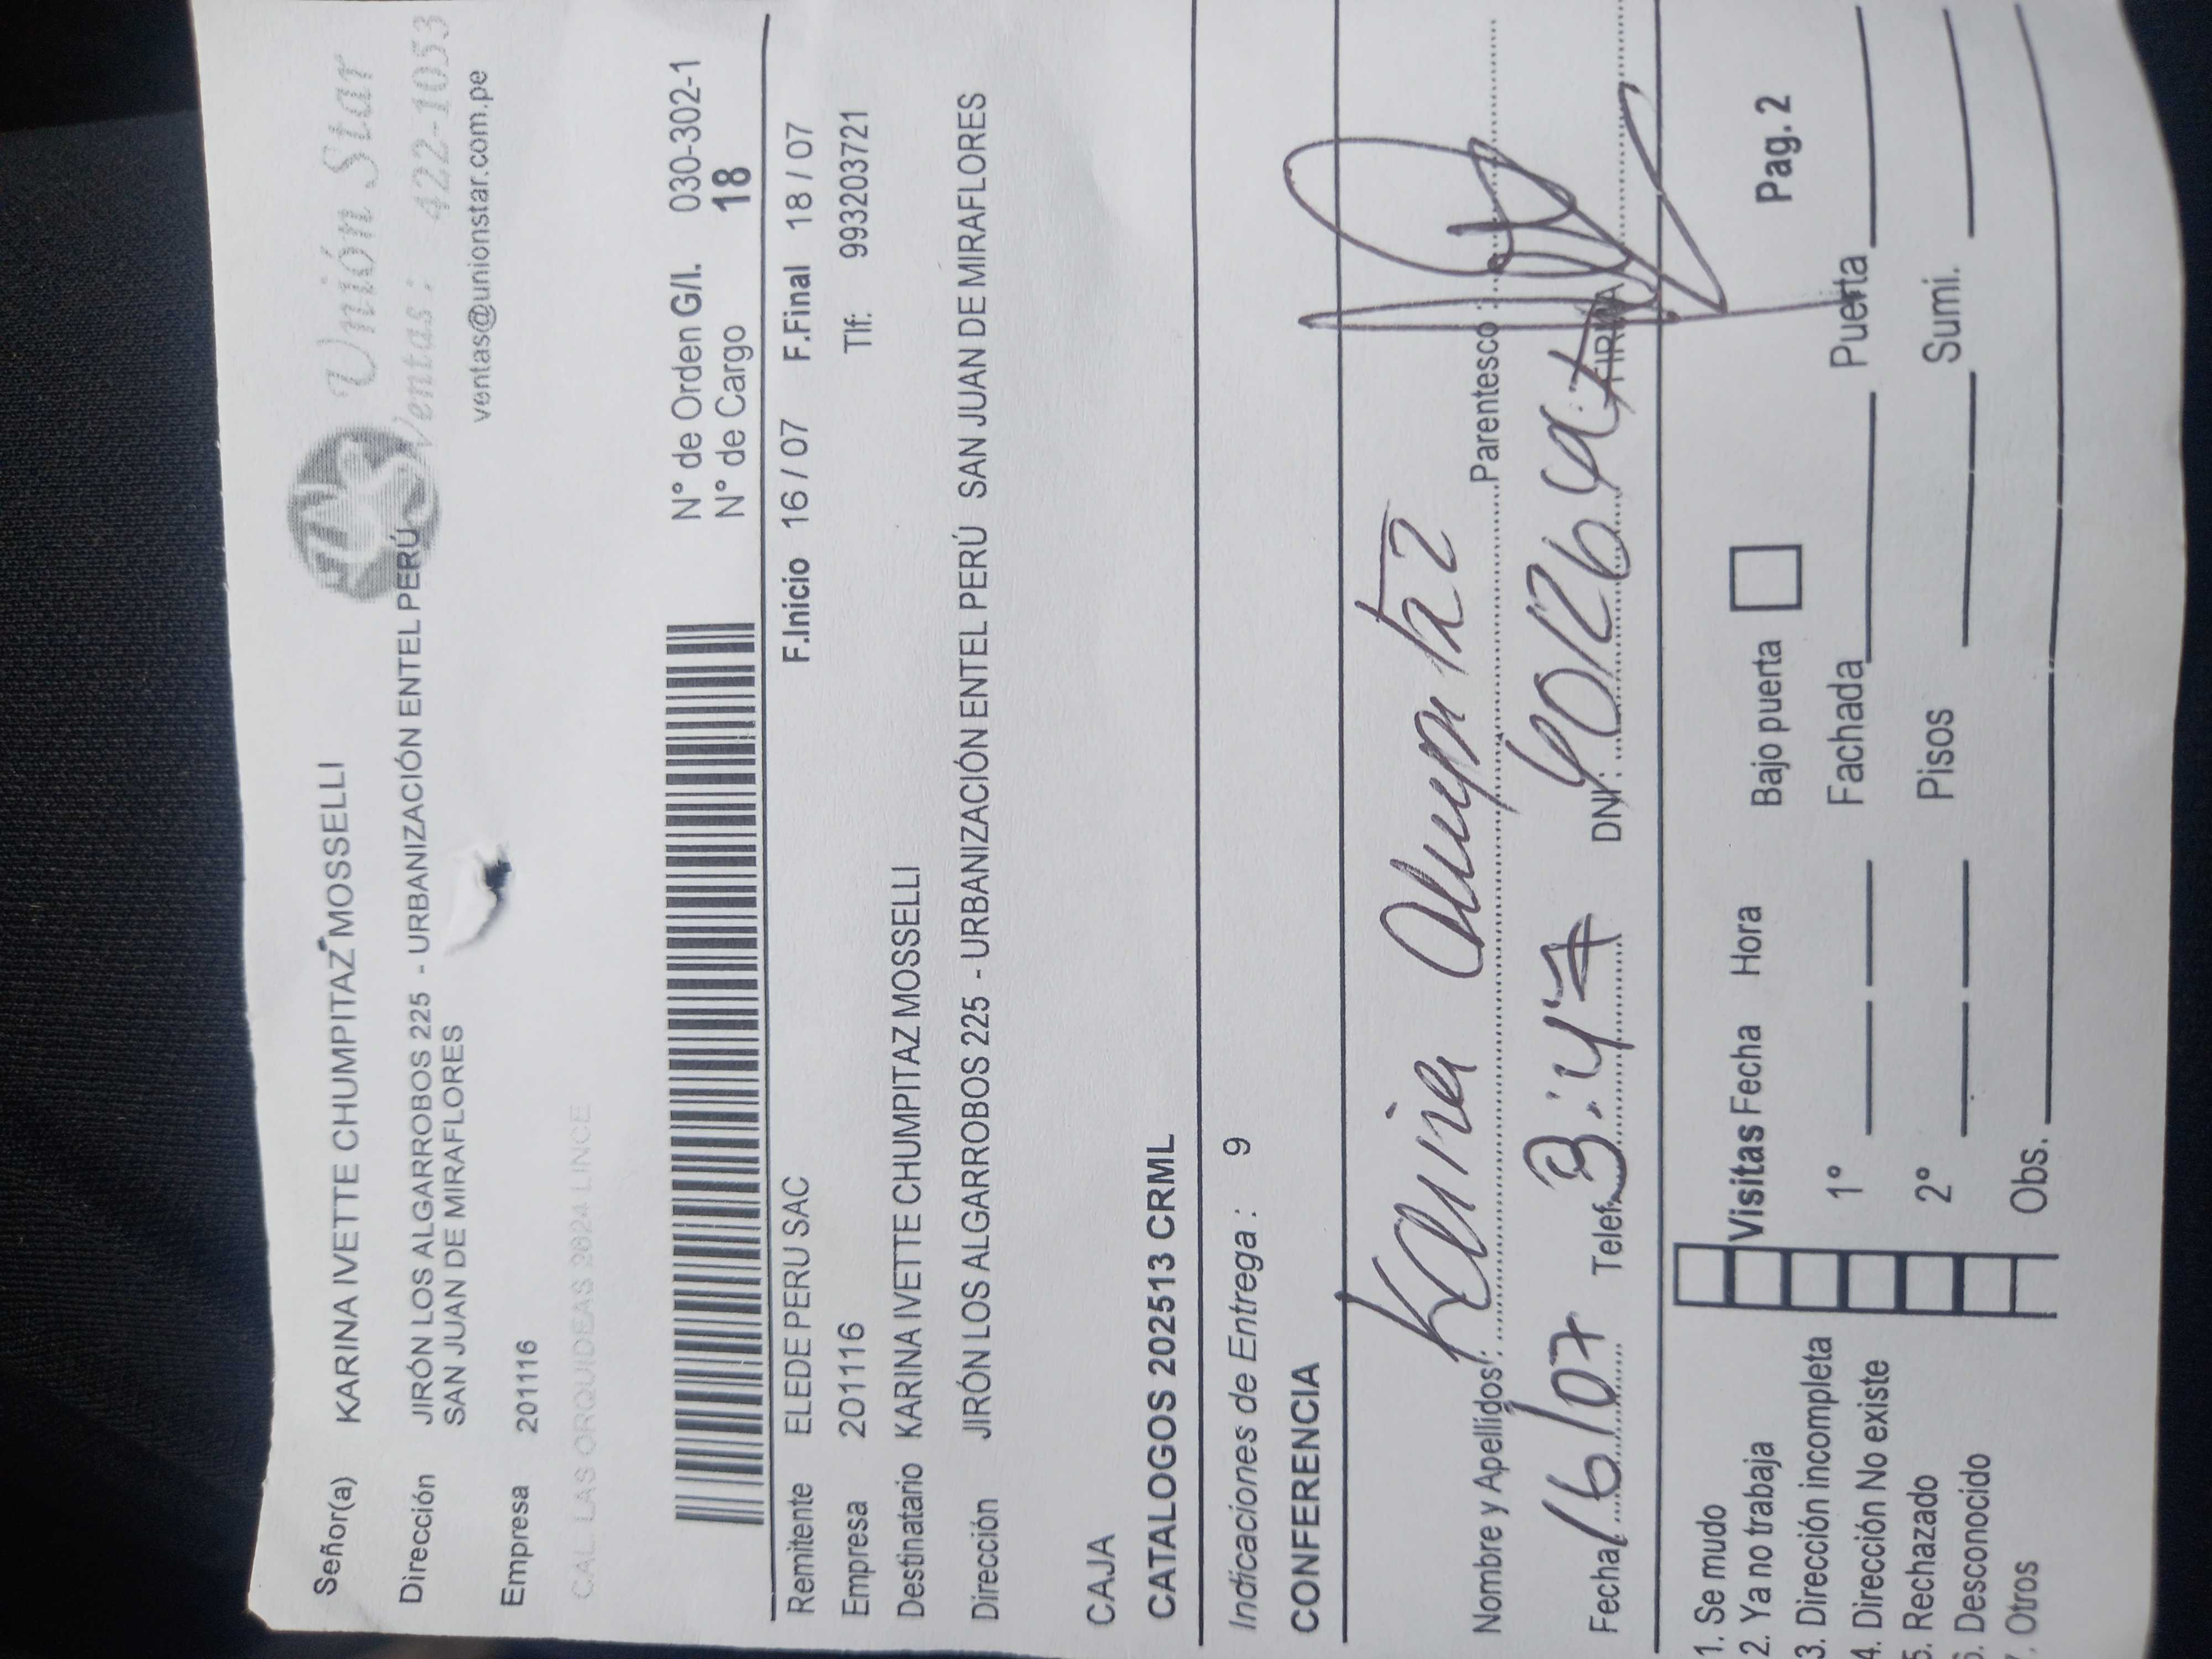 Unión Star
Ventas : 422-1053
ventas@unionstar.com.pe
Señor(a) KARINA IVETTE CHUMPITAZ MOSSELLI
Dirección JIRÓN LOS ALGARROBOS 225 - URBANIZACIÓN ENTEL PERÚ
SAN JUAN DE MIRAFLORES
Empresa 201116
CAL. LAS ORQUIDEAS 2624 LINCE
N° de Orden G/I. 030-302-1
N° de Cargo 18
F.Inicio 16 / 07 F.Final 18 / 07
Remitente ELEDE PERU SAC
Empresa 201116 Tlf: 993203721
Destinatario KARINA IVETTE CHUMPITAZ MOSSELLI
Dirección JIRÓN LOS ALGARROBOS 225 - URBANIZACIÓN ENTEL PERÚ SAN JUAN DE MIRAFLORES
CAJA
CATALOGOS 202513 CRML
Indicaciones de Entrega : 9
CONFERENCIA
Nombre y Apellidos: Karina Chumpitaz Parentesco :
Fecha 16/07 Telef. 3:47 DNI: FIRMA
1. Se mudo
2. Ya no trabaja
3. Dirección incompleta
4. Dirección No existe
5. Rechazado
6. Desconocido
7. Otros
Visitas Fecha Hora Bajo puerta Pag. 2
1° Fachada Puerta
2° Pisos Sumi.
Obs.